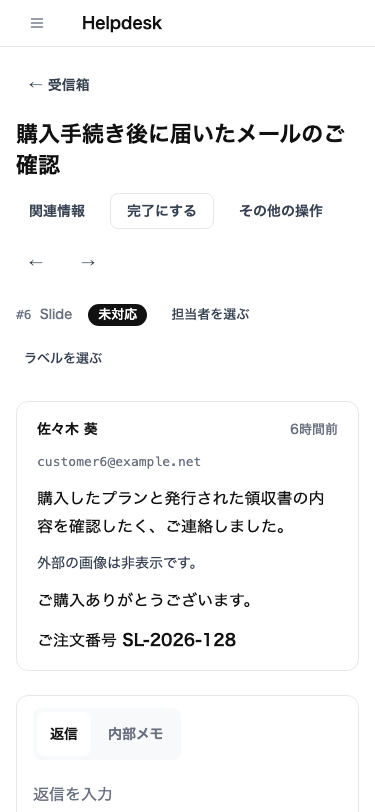 Helpdesk
← 受信箱
購入手続き後に届いたメールのご
確認
関連情報 完了にする その他の操作
← →
#6 Slide 未対応 担当者を選ぶ
ラベルを選ぶ
佐々木 葵 6時間前
customer6@example.net
購入したプランと発行された領収書の内
容を確認したく、ご連絡しました。
外部の画像は非表示です。
ご購入ありがとうございます。
ご注文番号 SL-2026-128
返信 内部メモ
返信を入力